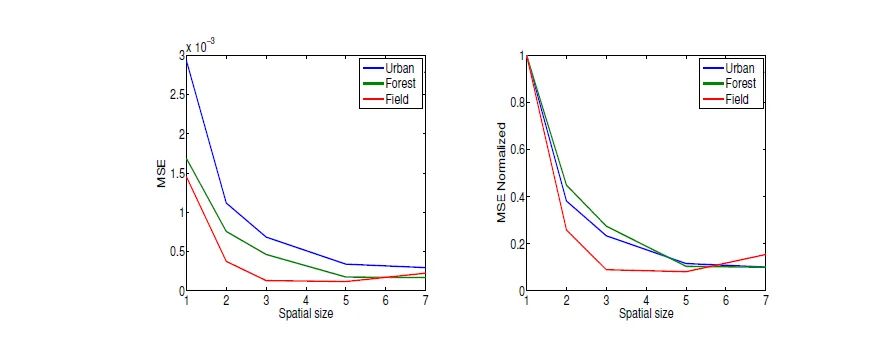 x 10⁻³
3
2.5
2
1.5
1
0.5
0
MSE
1 2 3 4 5 6 7
Spatial size
Urban
Forest
Field
1
0.8
0.6
0.4
0.2
0
MSE Normalized
1 2 3 4 5 6 7
Spatial size
Urban
Forest
Field